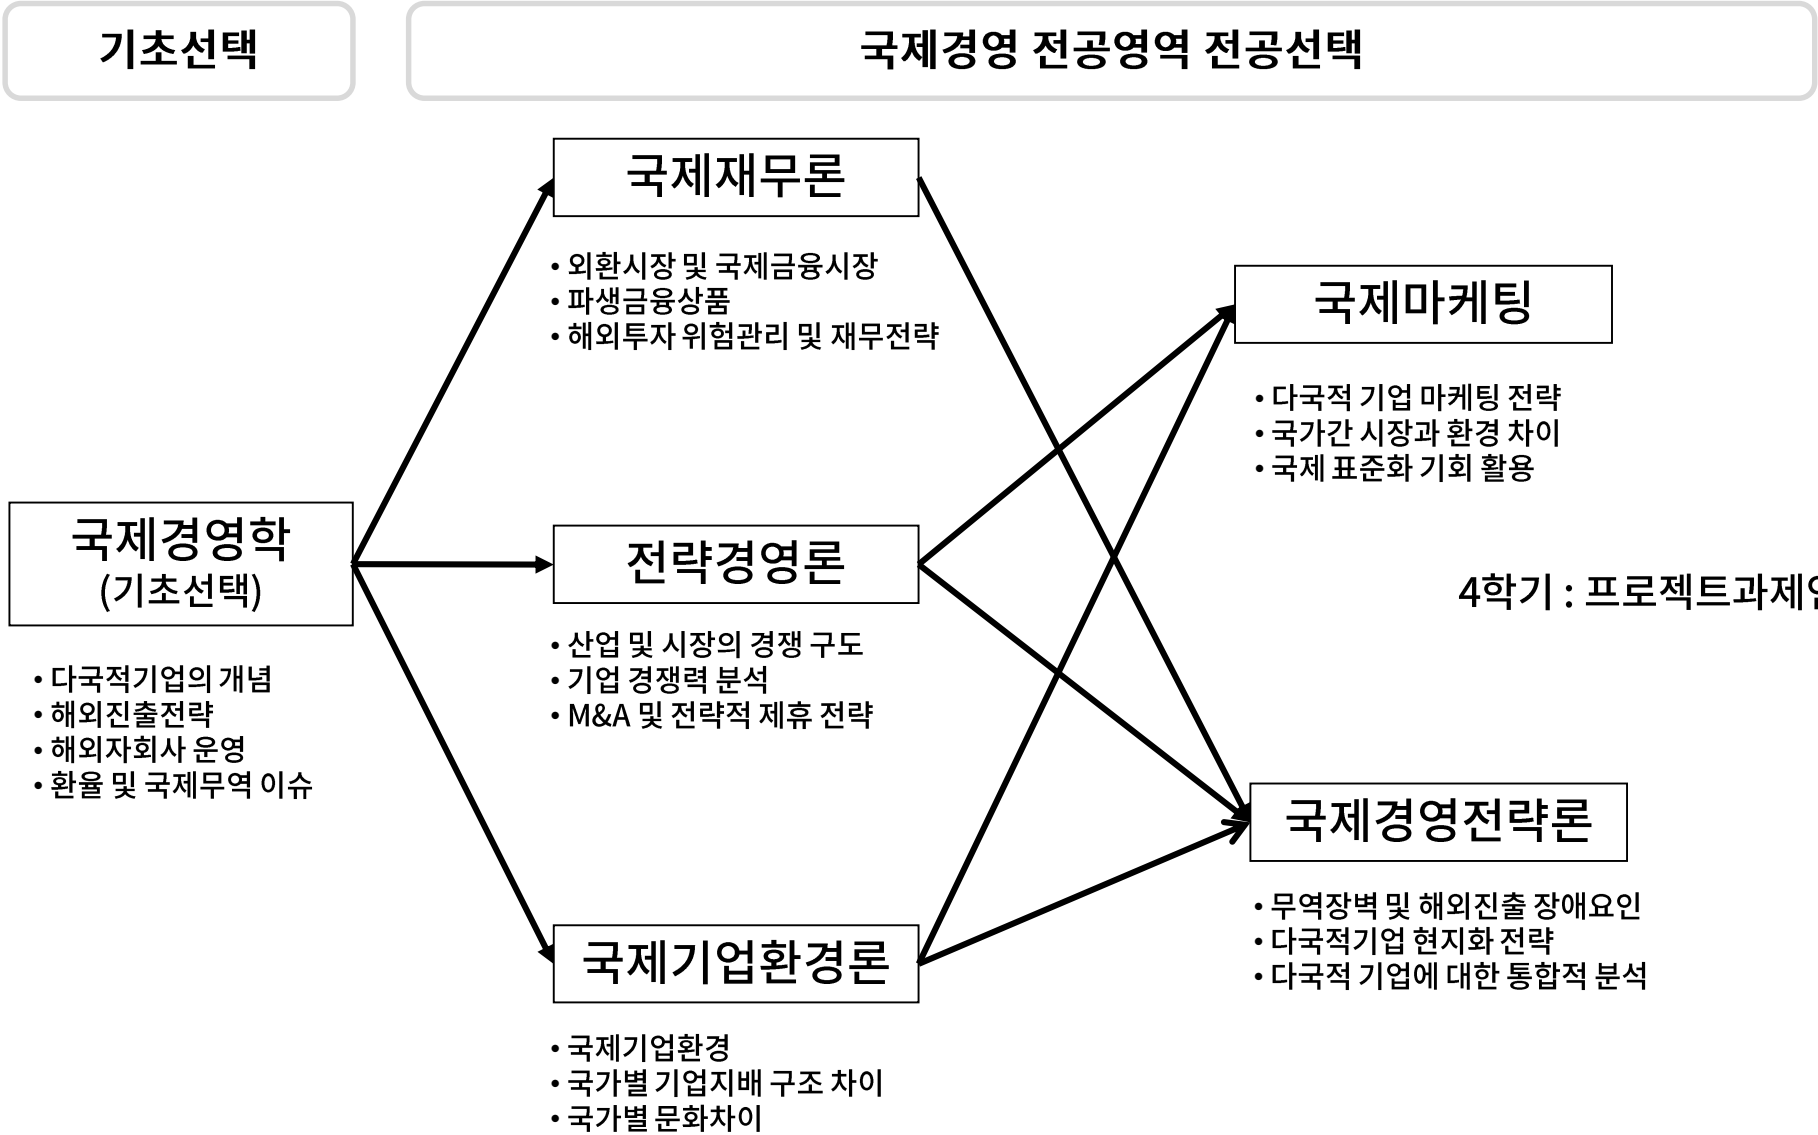 기초선택
국제경영 전공영역 전공선택
국제재무론
• 외환시장 및 국제금융시장
• 파생금융상품
• 해외투자 위험관리 및 재무전략
국제마케팅
• 다국적 기업 마케팅 전략
• 국가간 시장과 환경 차이
• 국제 표준화 기회 활용
국제경영학
(기초선택)
• 다국적기업의 개념
• 해외진출전략
• 해외자회사 운영
• 환율 및 국제무역 이슈
전략경영론
• 산업 및 시장의 경쟁 구도
• 기업 경쟁력 분석
• M&A 및 전략적 제휴 전략
4학기 : 프로젝트과제
국제경영전략론
• 무역장벽 및 해외진출 장애요인
• 다국적기업 현지화 전략
• 다국적 기업에 대한 통합적 분석
국제기업환경론
• 국제기업환경
• 국가별 기업지배 구조 차이
• 국가별 문화차이